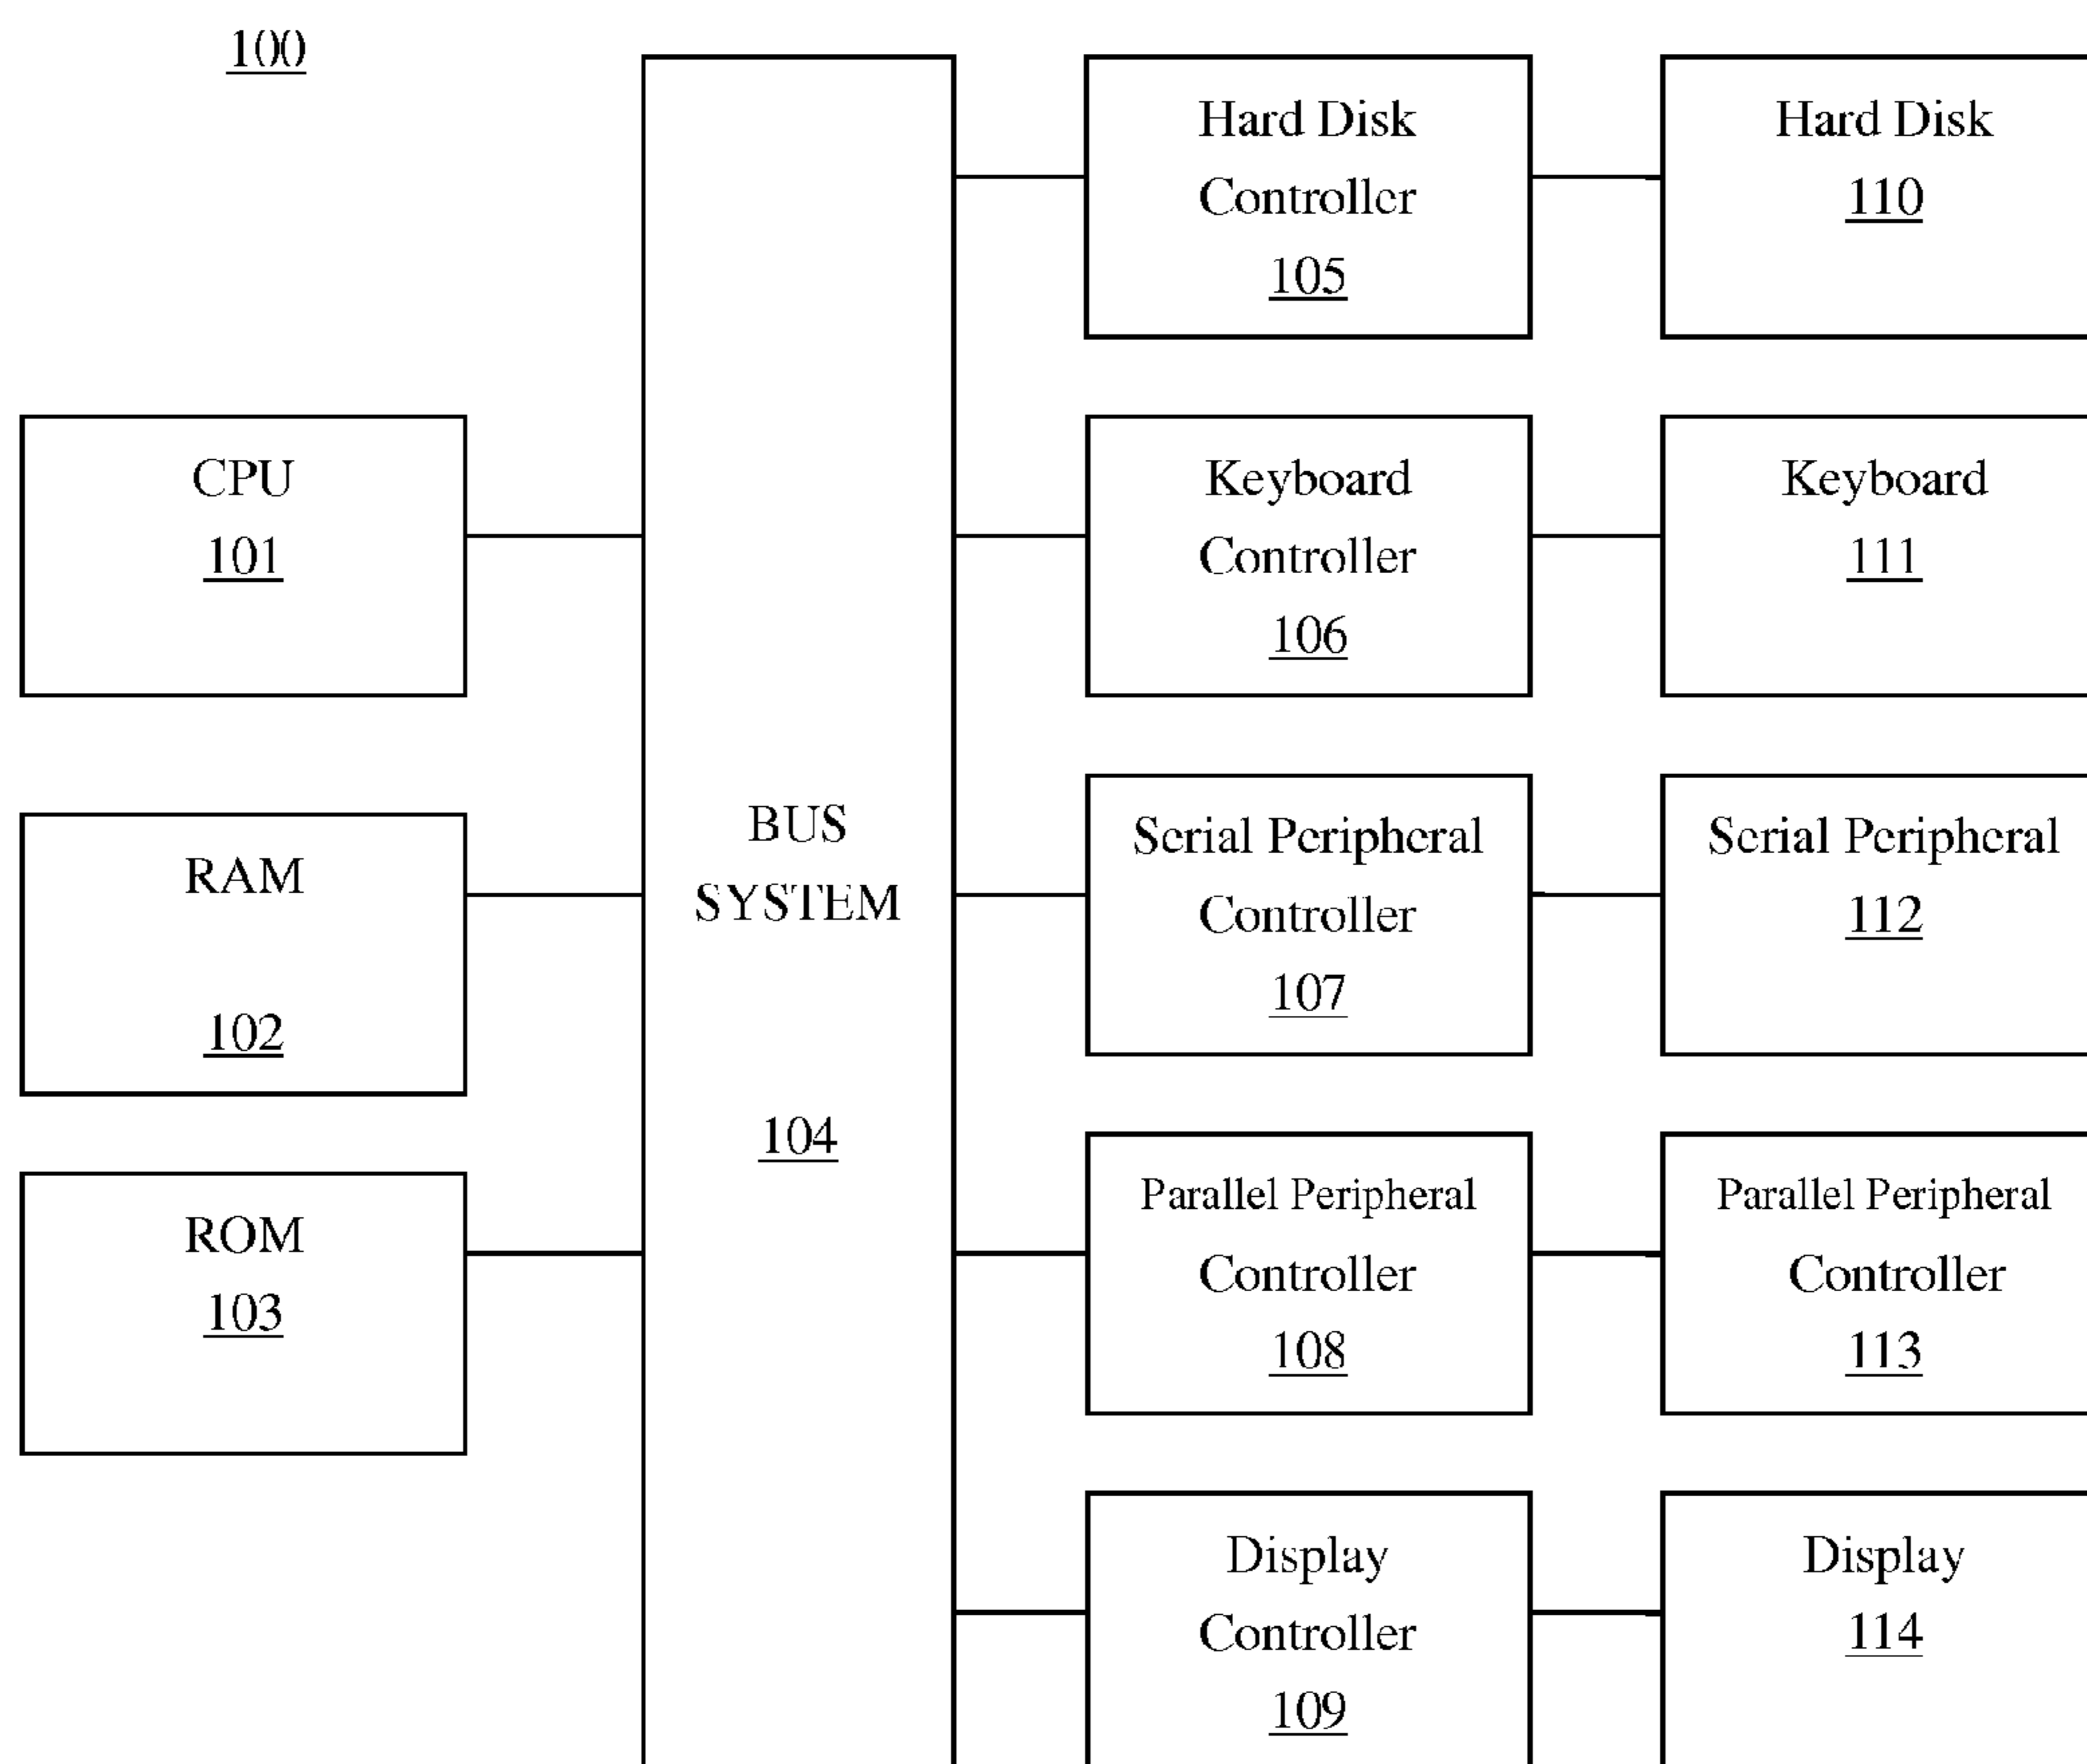 100
CPU
101
RAM
102
ROM
103
BUS
SYSTEM
104
Hard Disk
Controller
105
Hard Disk
110
Keyboard
Controller
106
Keyboard
111
Serial Peripheral
Controller
107
Serial Peripheral
112
Parallel Peripheral
Controller
108
Parallel Peripheral
Controller
113
Display
Controller
109
Display
114